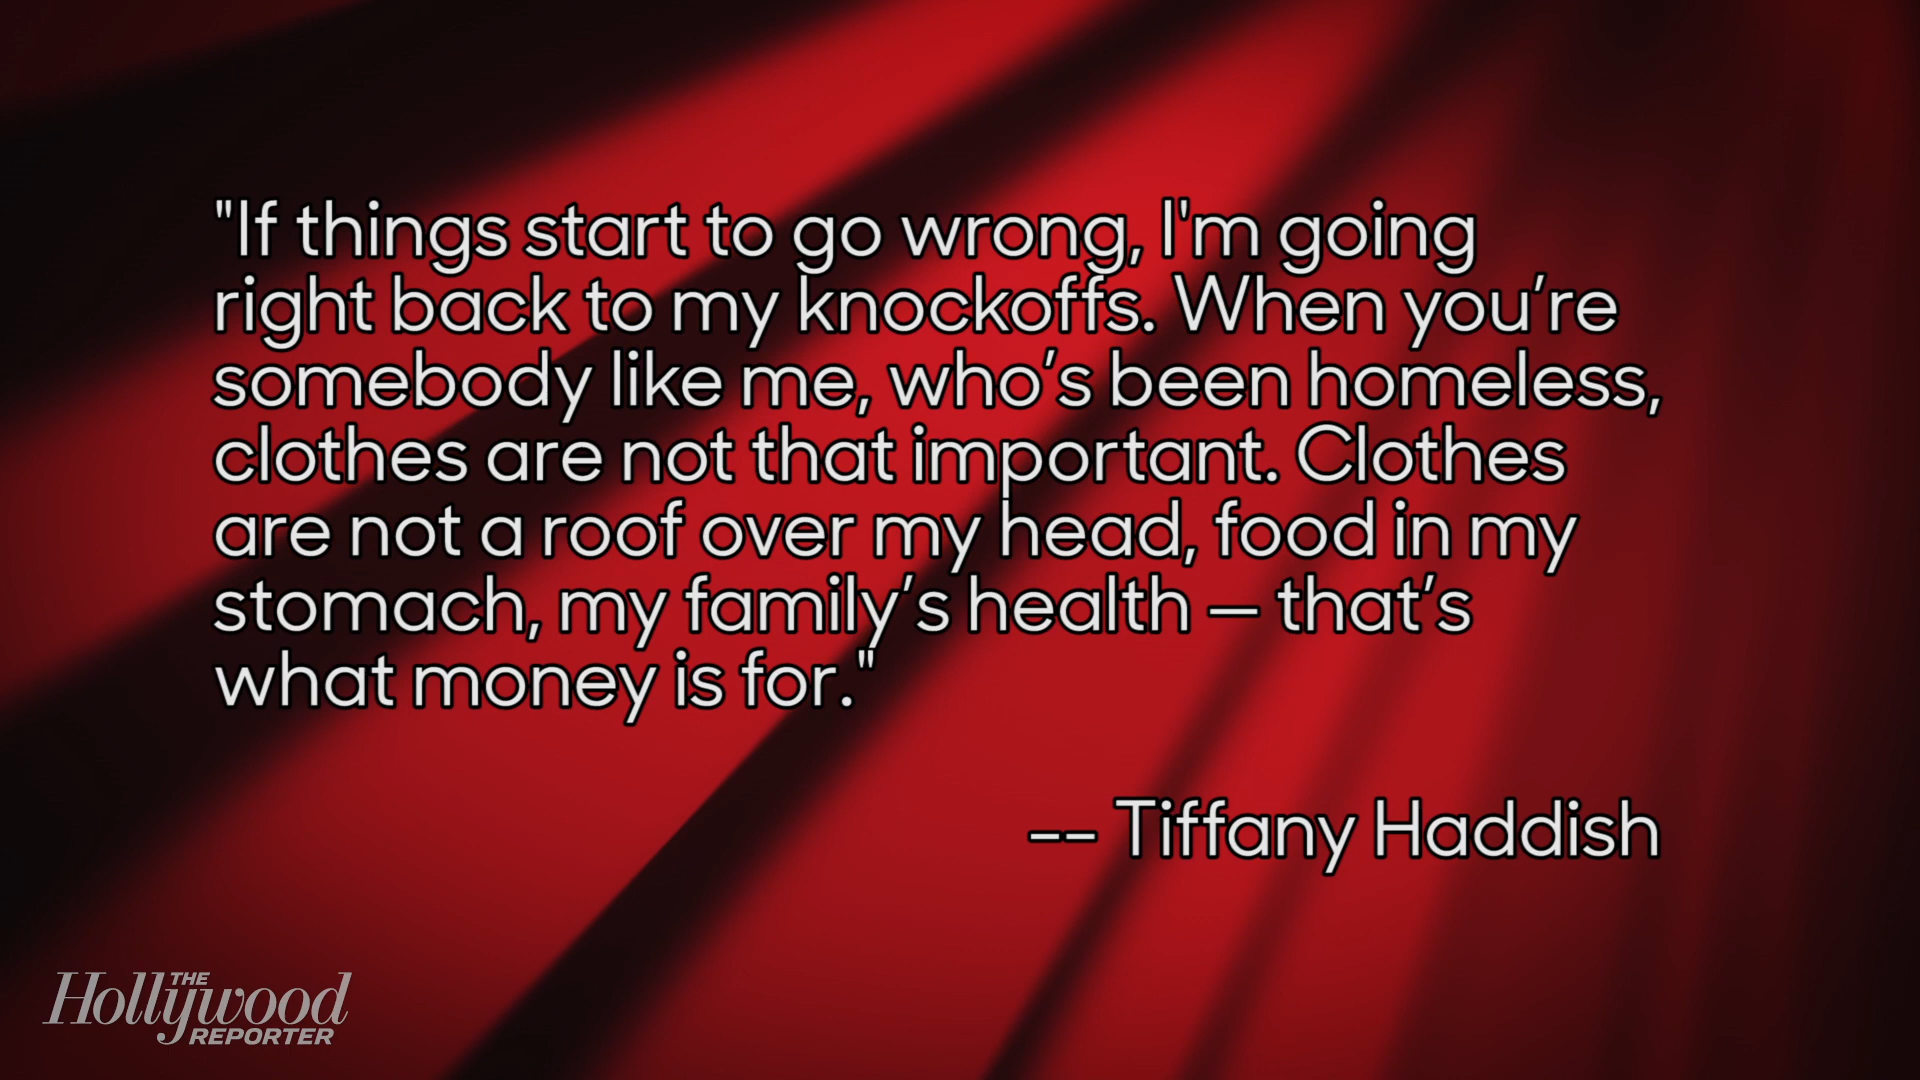 "If things start to go wrong, I'm going
right back to my knockoffs. When you’re
somebody like me, who’s been homeless,
clothes are not that important. Clothes
are not a roof over my head, food in my
stomach, my family’s health – that’s
what money is for."
-- Tiffany Haddish
THE
Hollywood
REPORTER